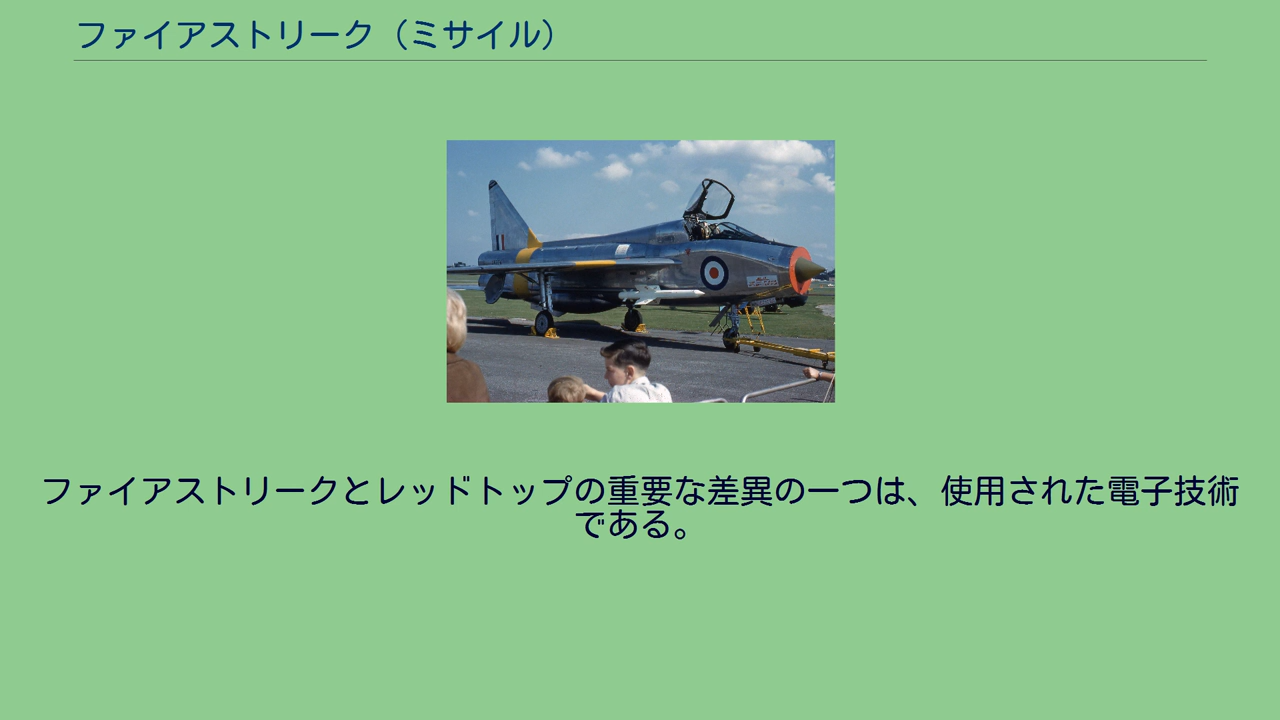 ファイアストリーク（ミサイル）
ファイアストリークとレッドトップの重要な差異の一つは、使用された電子技術
である。